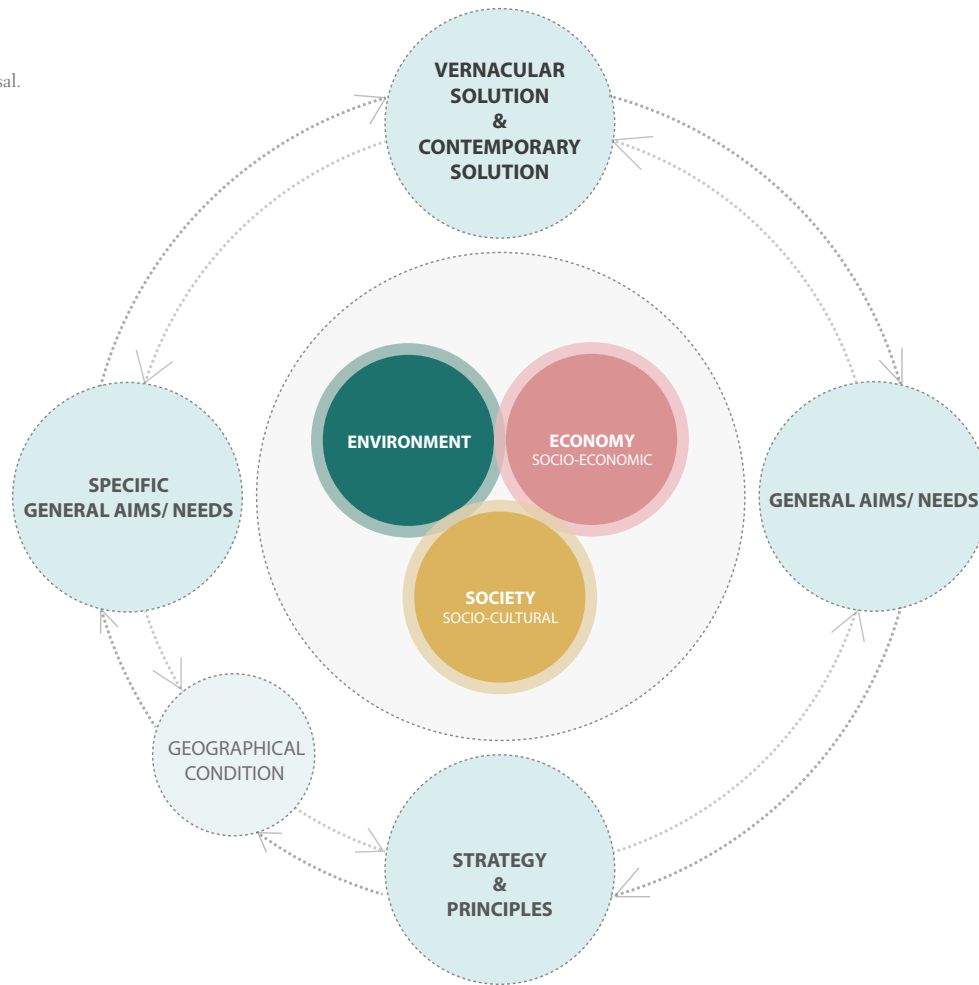 VERNACULAR
SOLUTION
&
CONTEMPORARY
SOLUTION
ENVIRONMENT
ECONOMY
SOCIO-ECONOMIC
SPECIFIC
GENERAL AIMS/ NEEDS
GENERAL AIMS/ NEEDS
SOCIETY
SOCIO-CULTURAL
GEOGRAPHICAL
CONDITION
STRATEGY
&
PRINCIPLES